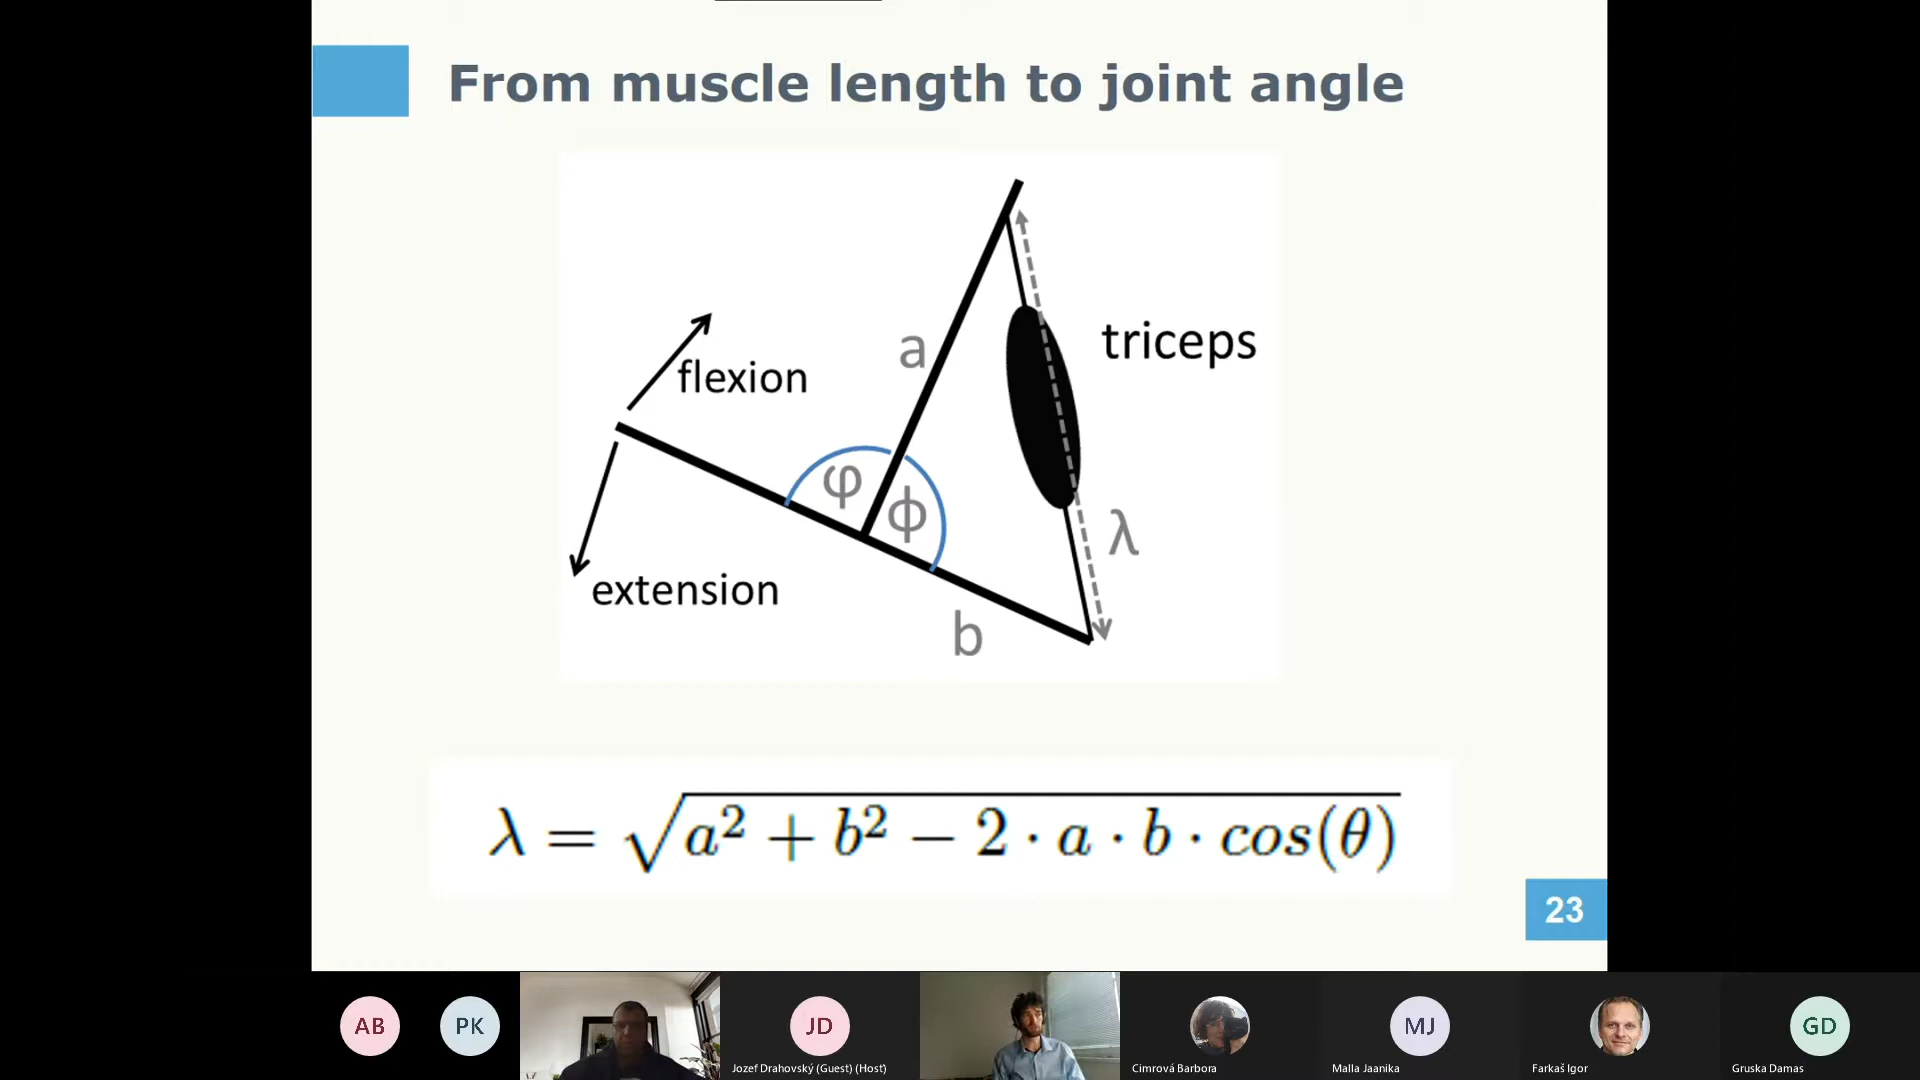 From muscle length to joint angle
flexion
a
triceps
φ
ϕ
λ
extension
b
λ = √a² + b² − 2 · a · b · cos(θ)
23
AB
PK
JD
MJ
GD
Jozef Drahovský (Guest) (Host)
Cimrová Barbora
Malla Jaanika
Farkaš Igor
Gruska Damas